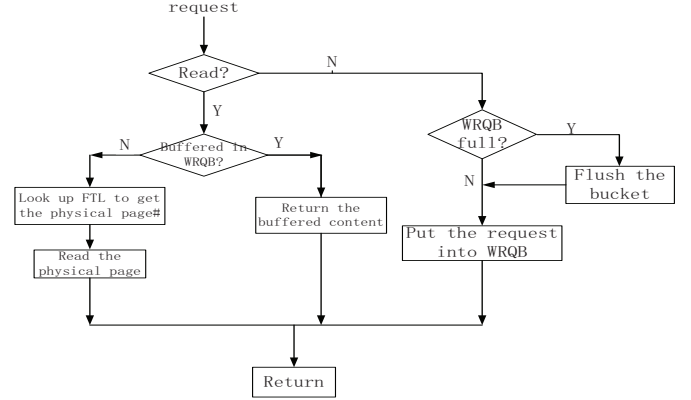 request
Read?
N
Y
WRQB
full?
Y
N
Buffered in
WRQB?
Y
N
Flush the
bucket
Look up FTL to get
the physical page#
Return the
buffered content
Put the request
into WRQB
Read the
physical page
Return